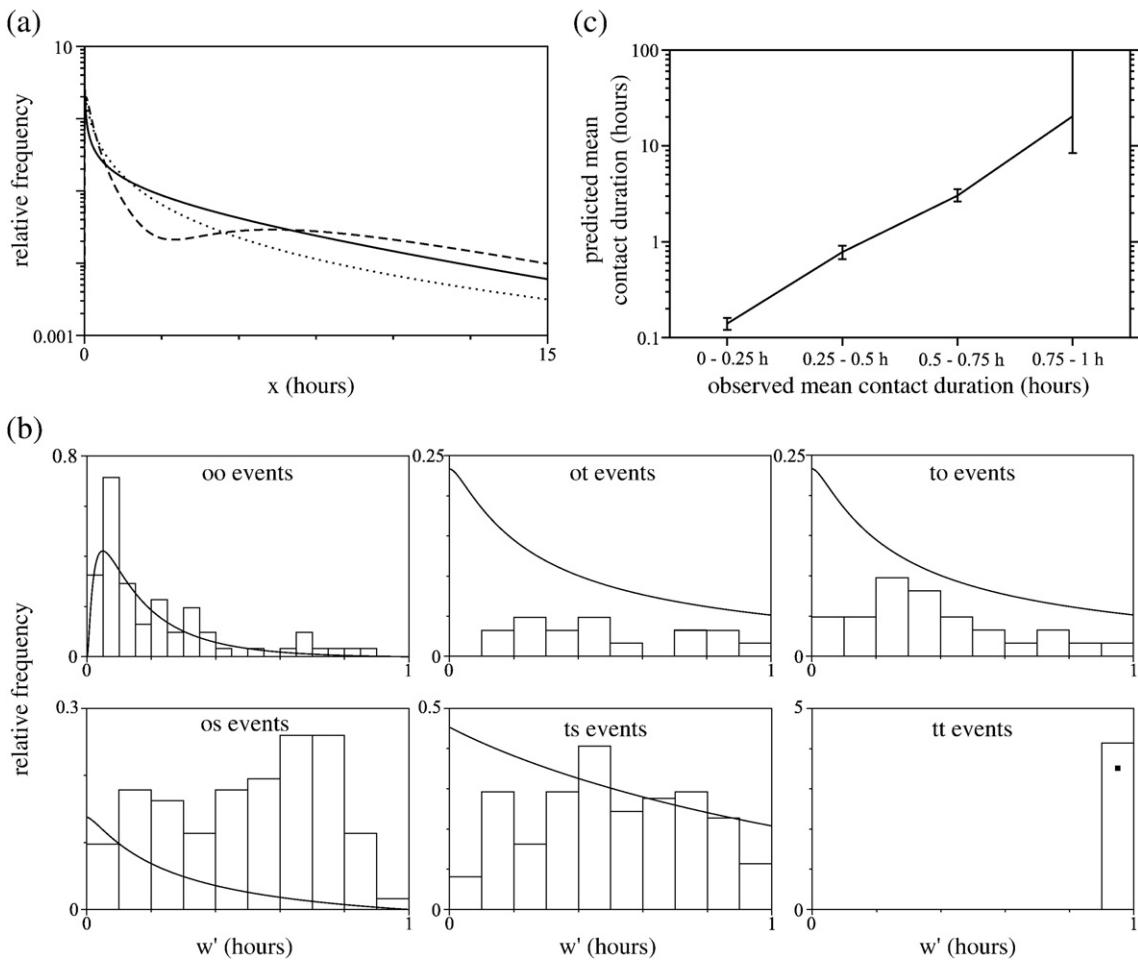 (a)
10
relative frequency
0.001
0
15
x (hours)
(c)
100
10
1
0.1
predicted mean
contact duration (hours)
0 - 0.25 h
0.25 - 0.5 h
0.5 - 0.75 h
0.75 - 1 h
observed mean contact duration (hours)
(b)
relative frequency
0.8
oo events
0
0
1
0.25
ot events
0
0
1
0.25
to events
0
0
1
0.3
os events
0
0
1
w' (hours)
0.5
ts events
0
0
1
w' (hours)
5
tt events
0
0
1
w' (hours)